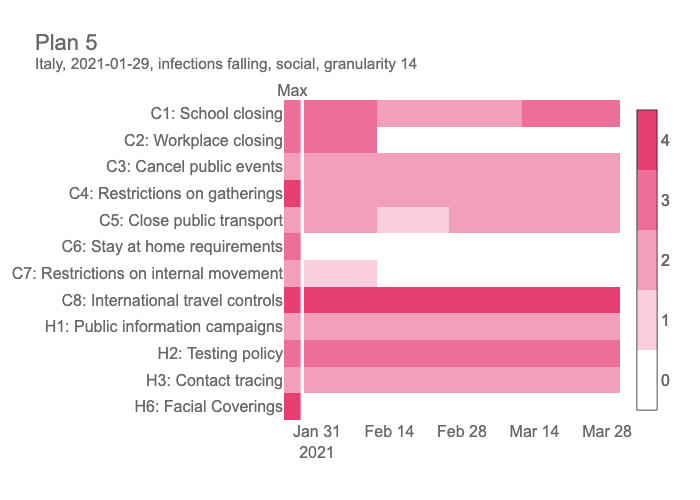 Plan 5
Italy, 2021-01-29, infections falling, social, granularity 14
Max
C1: School closing
C2: Workplace closing
C3: Cancel public events
C4: Restrictions on gatherings
C5: Close public transport
C6: Stay at home requirements
C7: Restrictions on internal movement
C8: International travel controls
H1: Public information campaigns
H2: Testing policy
H3: Contact tracing
H6: Facial Coverings
Jan 31 Feb 14 Feb 28 Mar 14 Mar 28
2021
4
3
2
1
0